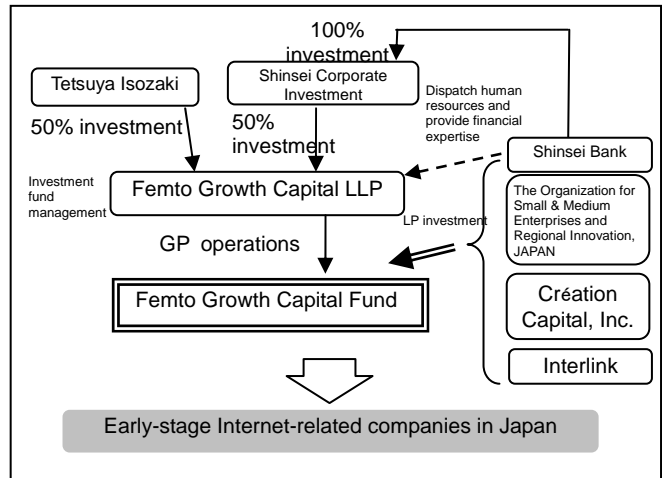 100%
investment
Tetsuya Isozaki
Shinsei Corporate
Investment
Dispatch human
resources and
provide financial
expertise
50% investment
50%
investment
Shinsei Bank
Investment
fund
management
Femto Growth Capital LLP
The Organization for
Small & Medium
Enterprises and
Regional Innovation,
JAPAN
LP investment
GP operations
Femto Growth Capital Fund
Création
Capital, Inc.
Interlink
Early-stage Internet-related companies in Japan